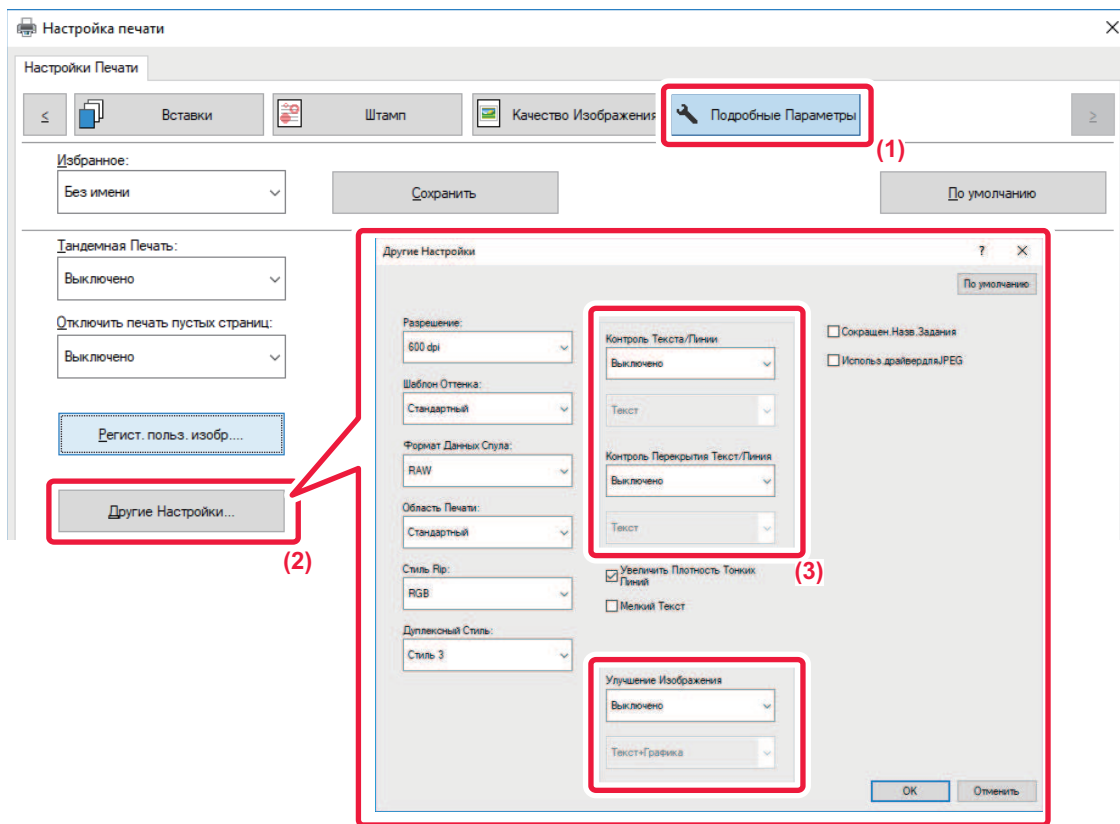 Настройка печати
Настройки Печати
< Вставки Штамп Качество Изображения Подробные Параметры >
(1)
Избранное:
Без имени Сохранить По умолчанию
Тандемная Печать:
Выключено
Отключить печать пустых страниц:
Выключено
Регист. польз. изобр....
Другие Настройки...
(2)
Другие Настройки ?
По умолчанию
Разрешение:
600 dpi
Шаблон Оттенка:
Стандартный
Формат Данных Спула:
RAW
Область Печати:
Стандартный
Стиль Rip:
RGB
Дуплексный Стиль:
Стиль 3
Контроль Текста/Линии
Выключено
Текст
Контроль Перекрытия Текст/Линия
Выключено
Текст
(3)
Увеличить Плотность Тонких
Линий
Мелкий Текст
Улучшение Изображения
Выключено
Текст+Графика
Сокращен.Назв.Задания
Использ.драйвердляJPEG
OK Отменить